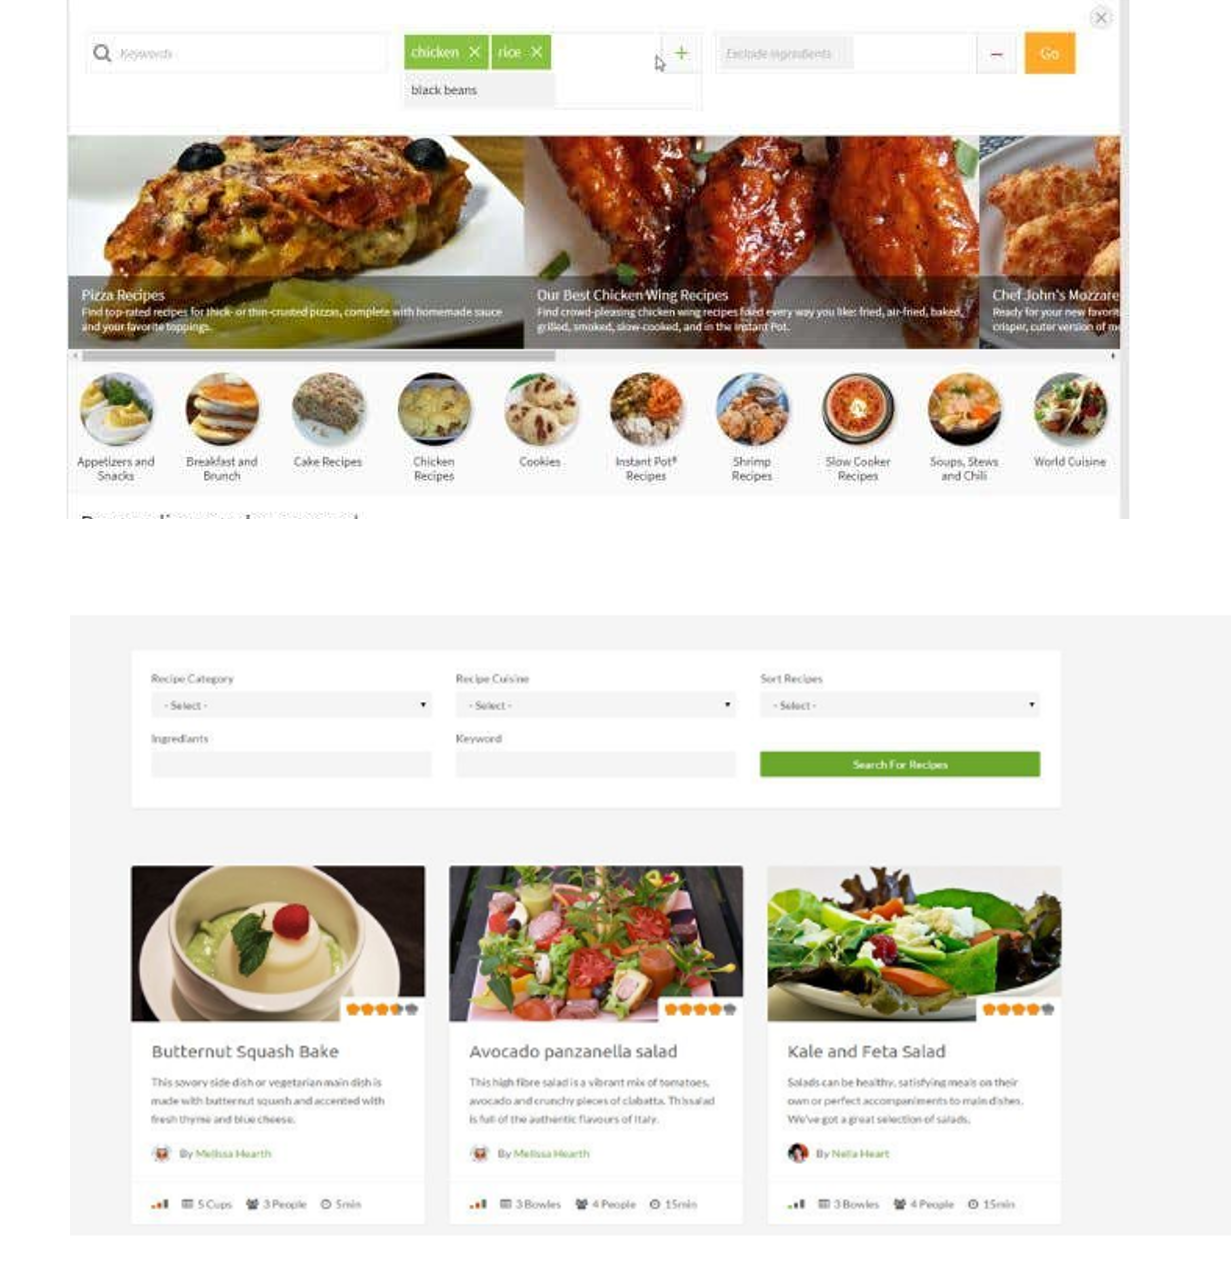 Keywords
chicken × rice ×
+
Exclude ingredients
−
Go
black beans
Pizza Recipes
Find top-rated recipes for thick- or thin-crusted pizzas, complete with homemade sauce
and your favorite toppings.
Our Best Chicken Wing Recipes
Find crowd-pleasing chicken wing recipes fixed every way you like: fried, air-fried, baked,
grilled, smoked, slow-cooked, and in the Instant Pot.
Chef John's Mozzare
Ready for your new favorit
crisper, cuter version of m
Appetizers and
Snacks
Breakfast and
Brunch
Cake Recipes
Chicken
Recipes
Cookies
Instant Pot®
Recipes
Shrimp
Recipes
Slow Cooker
Recipes
Soups, Stews
and Chili
World Cuisine
Recipe Category
- Select -
Recipe Cuisine
- Select -
Sort Recipes
- Select -
Ingrediants
Keyword
Search For Recipes
Butternut Squash Bake
This savory side dish or vegetarian main dish is
made with butternut squash and accented with
fresh thyme and blue cheese.
By Melissa Hearth
5 Cups 3 People 5min
Avocado panzanella salad
This high fibre salad is a vibrant mix of tomatoes,
avocado and crunchy pieces of ciabatta. This salad
is full of the authentic flavours of Italy.
By Melissa Hearth
3 Bowles 4 People 15min
Kale and Feta Salad
Salads can be healthy, satisfying meals on their
own or perfect accompaniments to main dishes.
We've got a great selection of salads.
By Nella Heart
3 Bowles 4 People 15min